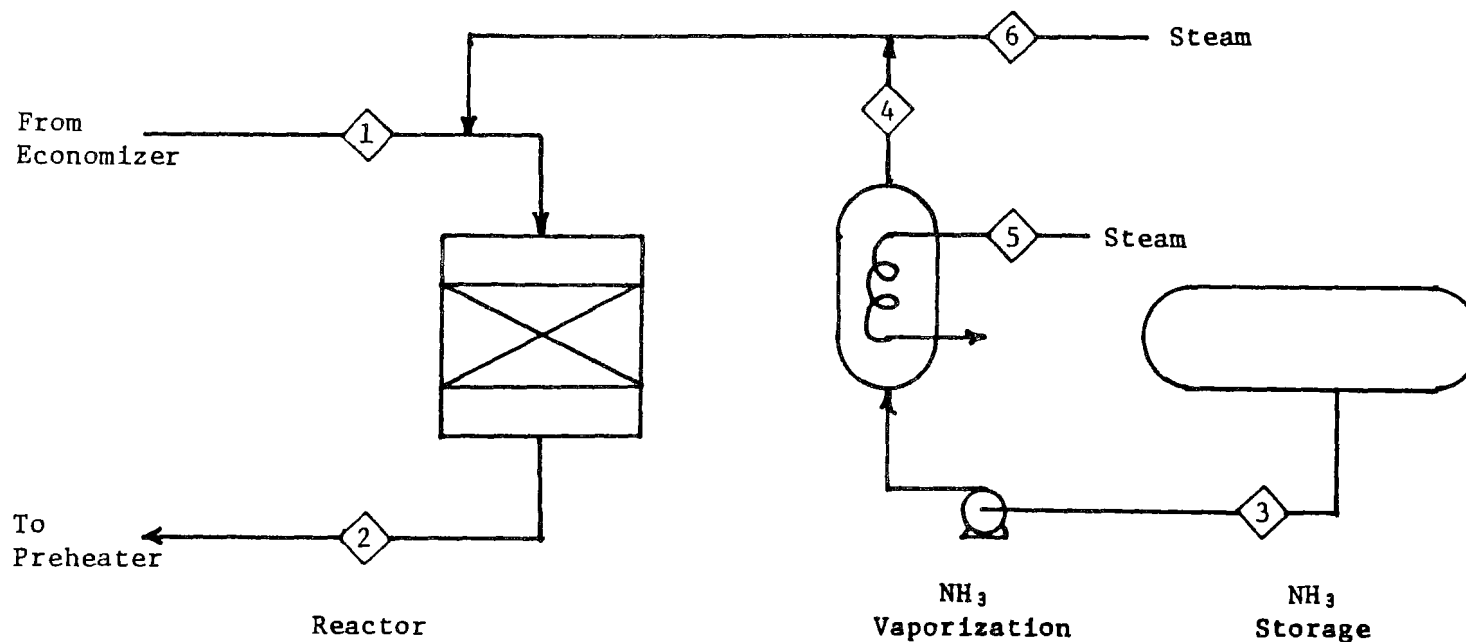 6
Steam
4
From
Economizer
1
5
Steam
3
To
Preheater
2
Reactor
NH₃
Vaporization
NH₃
Storage